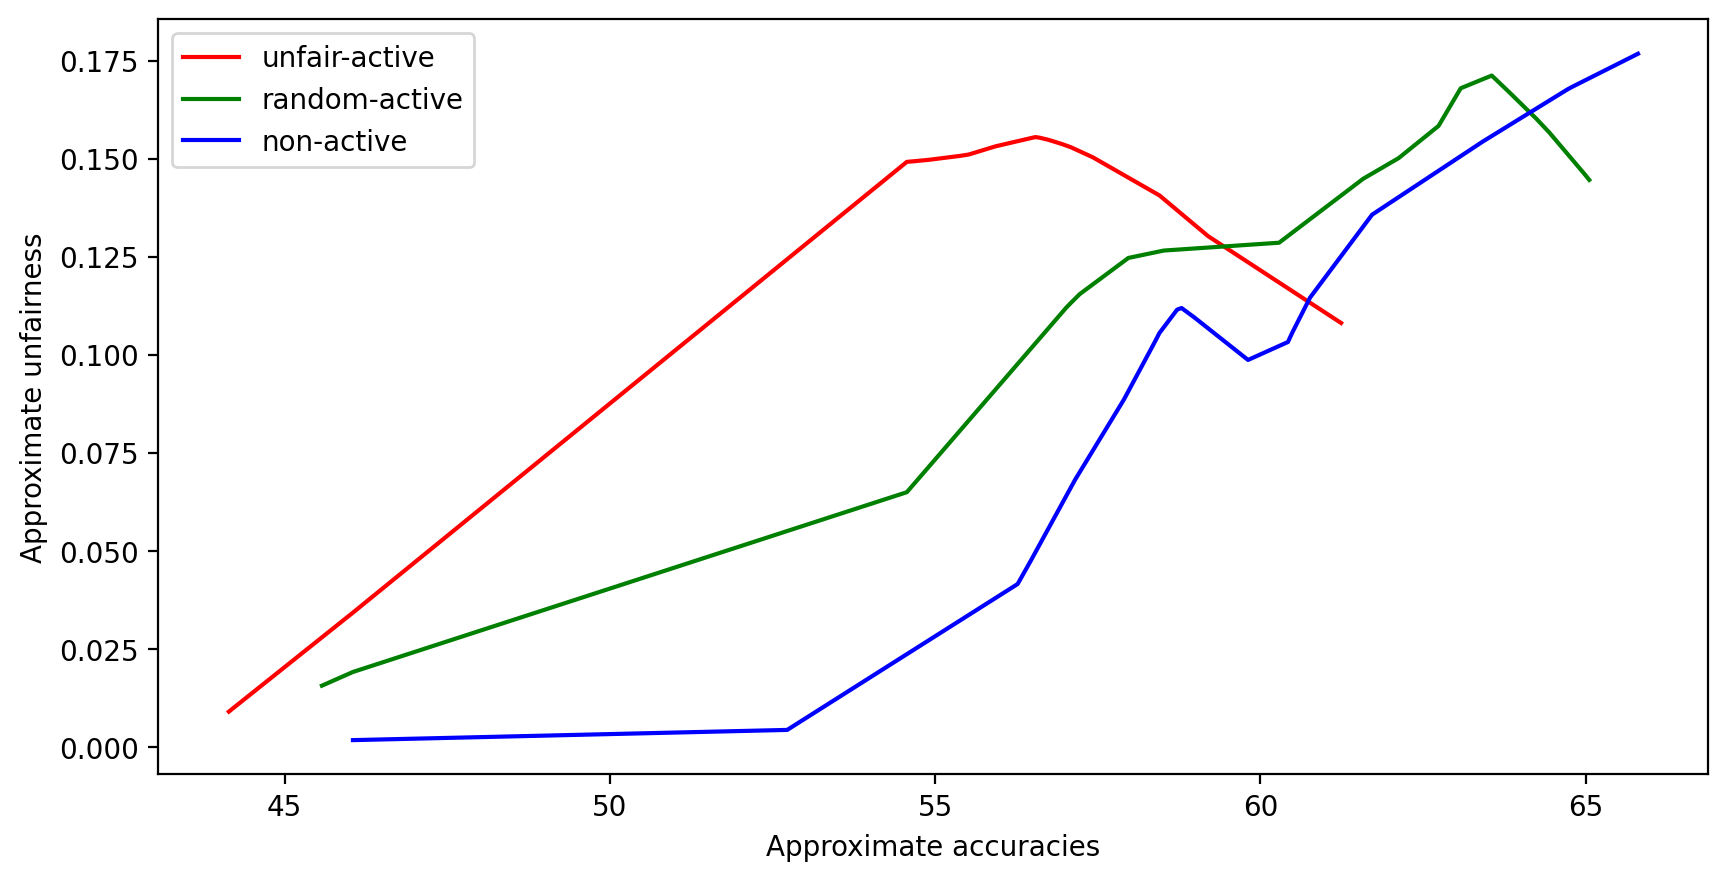 unfair-active
random-active
non-active
0.175
0.150
0.125
0.100
0.075
0.050
0.025
0.000
Approximate unfairness
45 50 55 60 65
Approximate accuracies